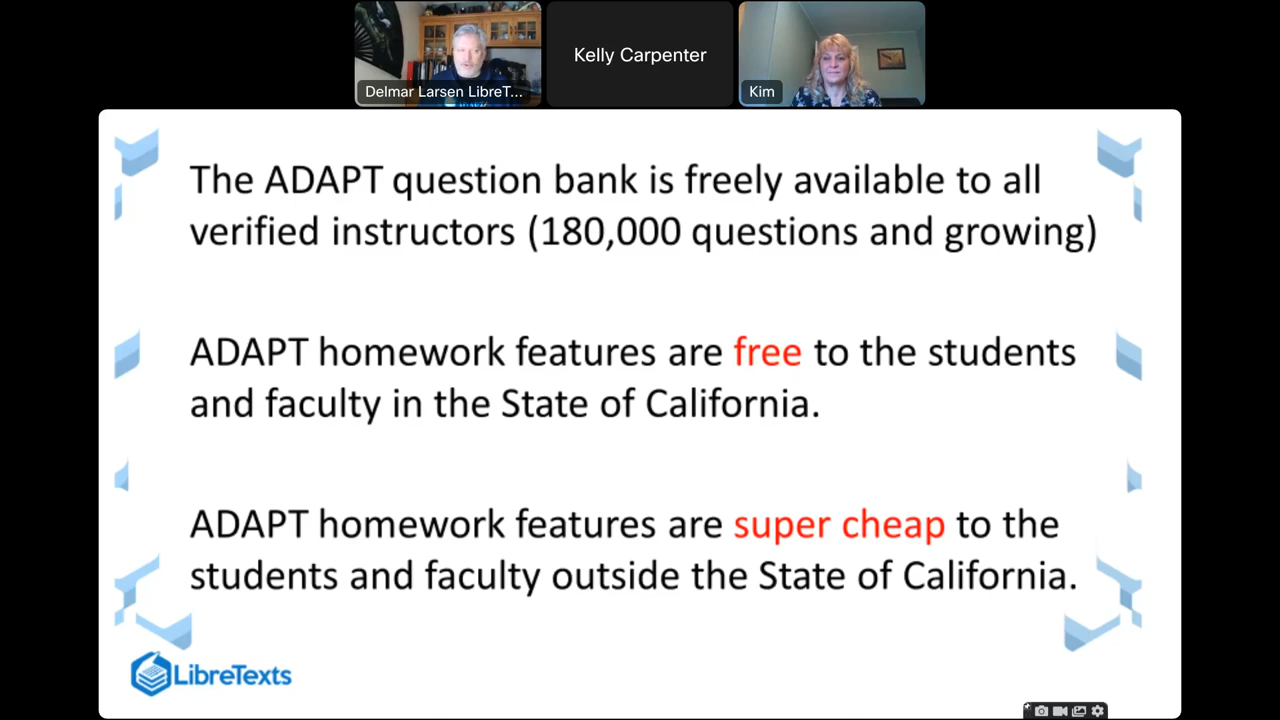 Delmar Larsen LibreT...
Kelly Carpenter
Kim
The ADAPT question bank is freely available to all
verified instructors (180,000 questions and growing)
ADAPT homework features are free to the students
and faculty in the State of California.
ADAPT homework features are super cheap to the
students and faculty outside the State of California.
LibreTexts